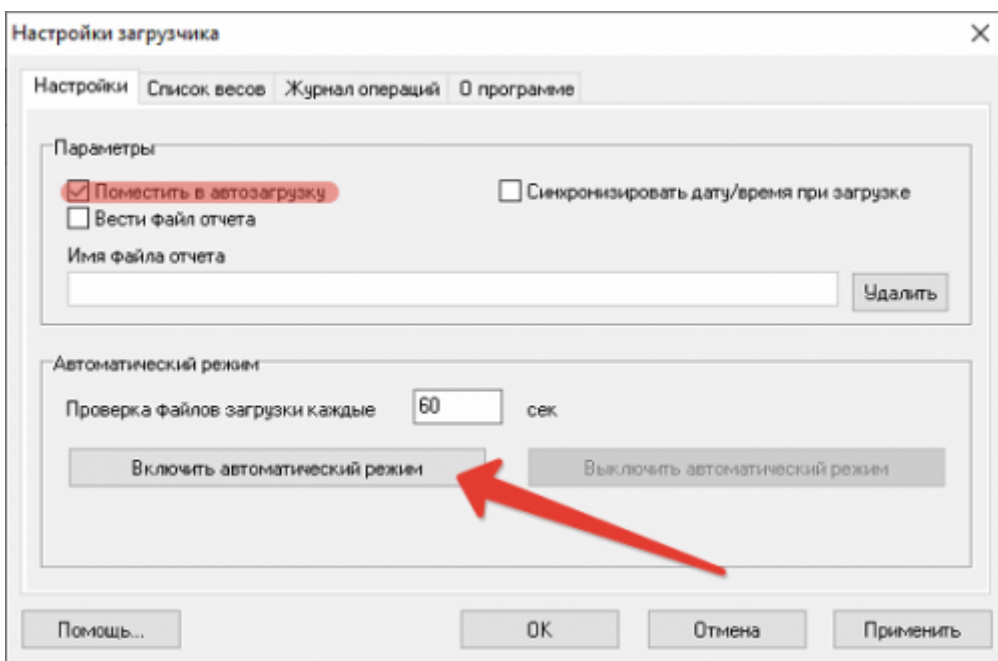 Настройки загрузчика
Настройки Список весов Журнал операций О программе
Параметры
Поместить в автозагрузку Синхронизировать дату/время при загрузке
Вести файл отчета
Имя файла отчета
Удалить
Автоматический режим
Проверка файлов загрузки каждые 60 сек
Включить автоматический режим Выключить автоматический режим
Помощь... ОК Отмена Применить